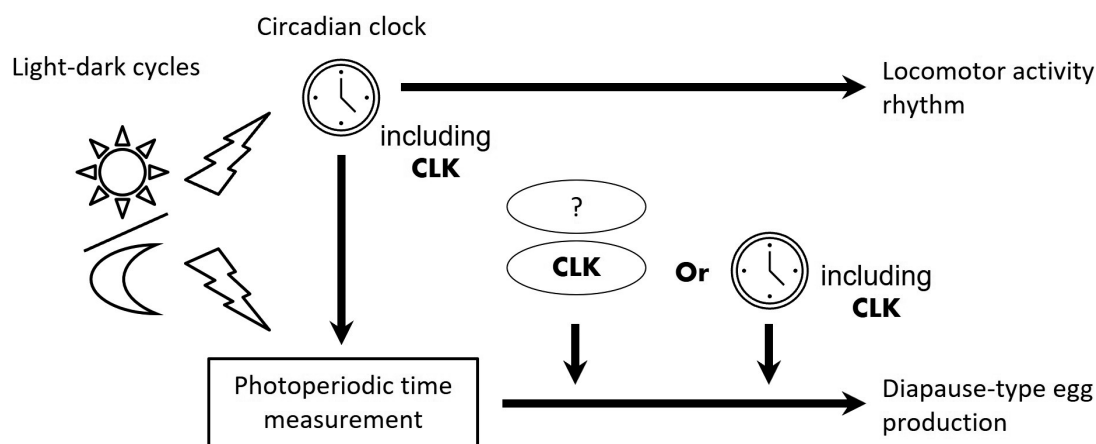 Circadian clock
Light-dark cycles
Locomotor activity
rhythm
including
CLK
?
CLK
Or
including
CLK
Photoperiodic time
measurement
Diapause-type egg
production